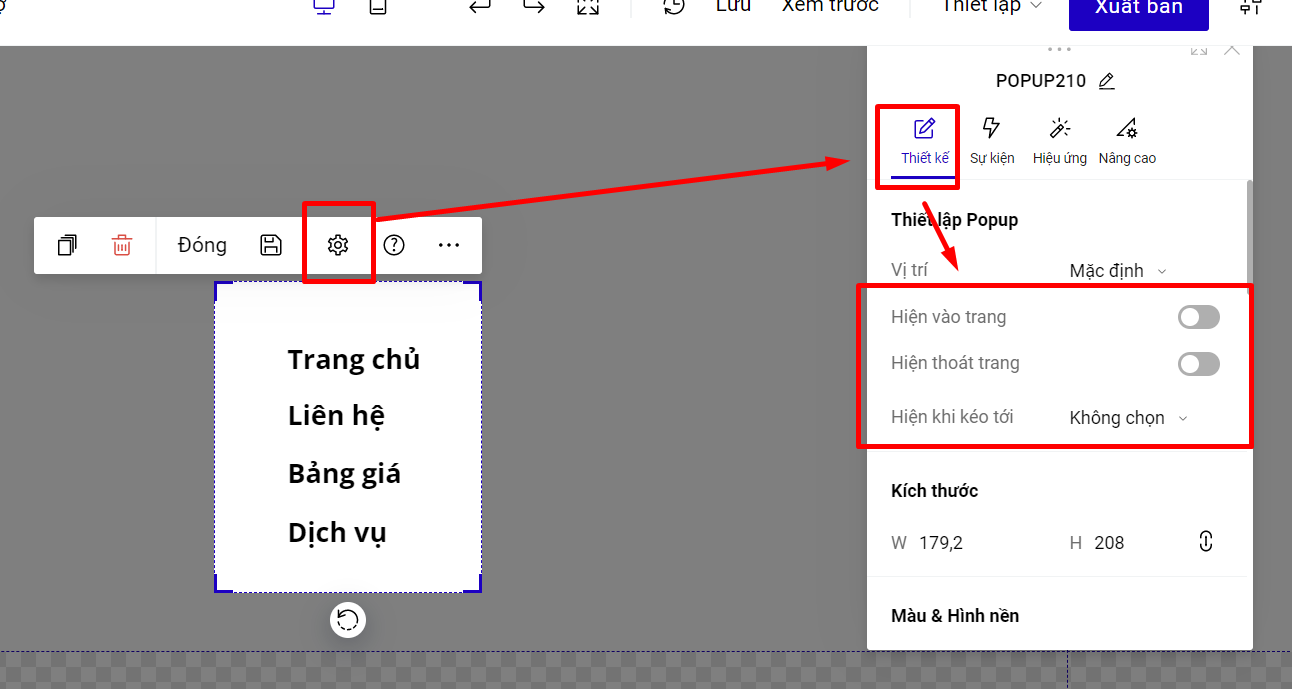 Lưu Xem trước Thiết lập Xuất bản
POPUP210
Thiết kế Sự kiện Hiệu ứng Nâng cao
Thiết lập Popup
Đóng
Vị trí Mặc định
Hiện vào trang
Hiện thoát trang
Hiện khi kéo tới Không chọn
Trang chủ
Liên hệ
Bảng giá
Dịch vụ
Kích thước
W 179,2 H 208
Màu & Hình nền